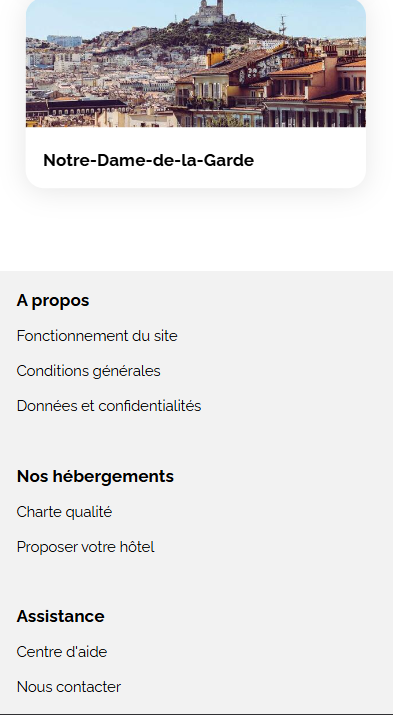 Notre-Dame-de-la-Garde
A propos
Fonctionnement du site
Conditions générales
Données et confidentialités
Nos hébergements
Charte qualité
Proposer votre hôtel
Assistance
Centre d'aide
Nous contacter